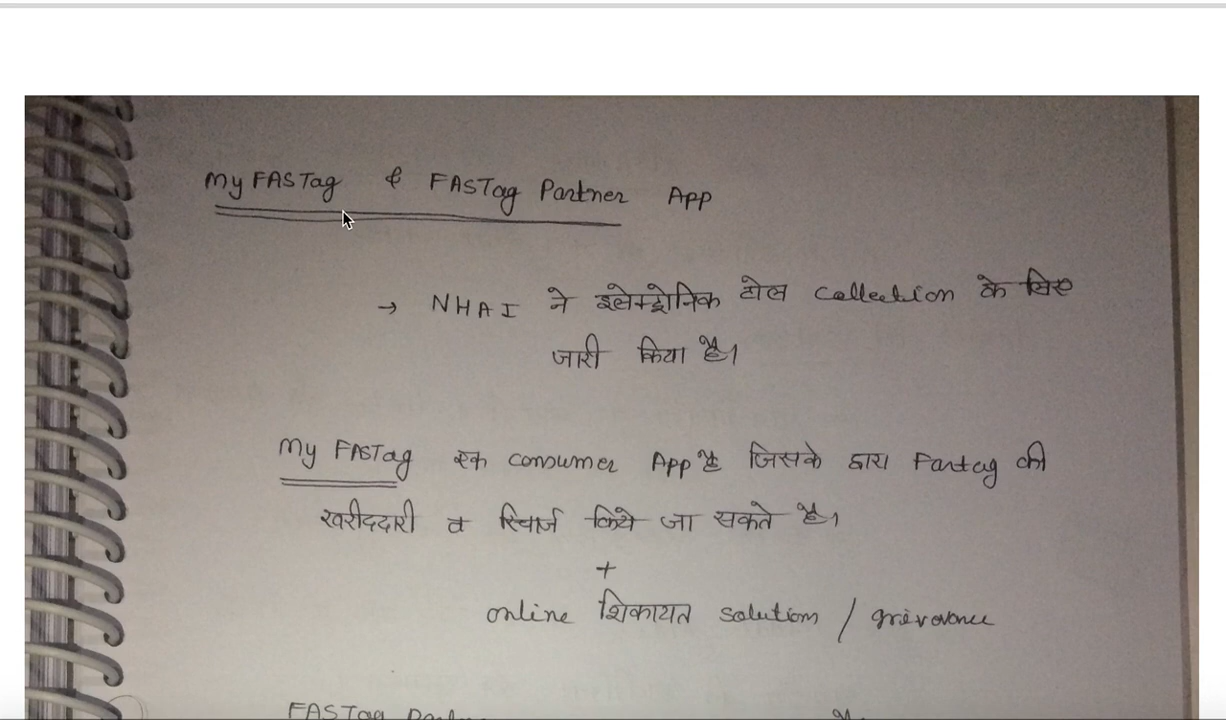 My FASTag & FASTag Partner App
→ NHAI ने इलेक्ट्रोनिक टोल Collection के लिए
जारी किया है।
My FASTag एक consumer App है जिसके द्वारा Fastag की
खरीददारी व रिचार्ज किये जा सकते है।
+
online शिकायत solution / grievance
FASTag